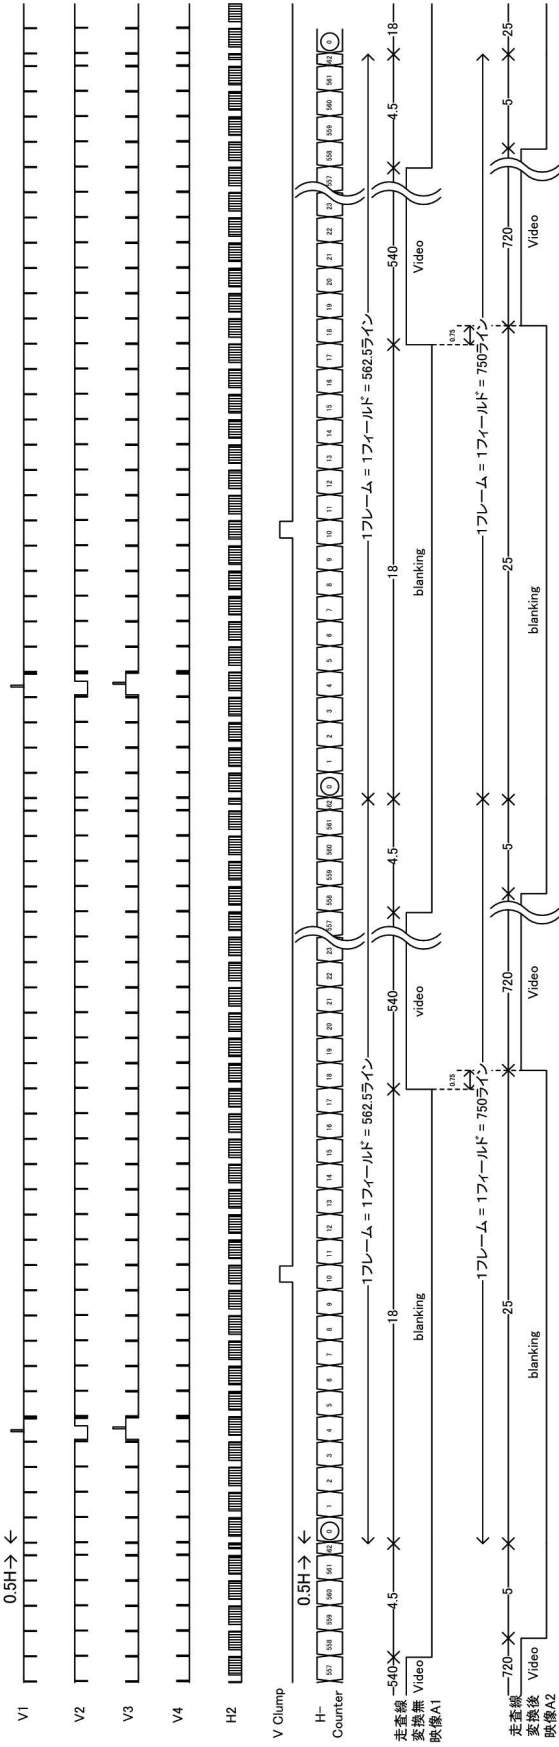 0.5H
V1
V2
V3
V4
H2
V Clump
0.5H
H-
Counter
557 558 559 560 561 562 0 1 2 3 4 5 6 7 8 9 10 11 12 13 14 15 16 17 18 19 20 21 22 23 557 558 559 560 561 562 0 1 2 3 4 5 6 7 8 9 10 11 12 13 14 15 16 17 18 19 20 21 22 23 557 558 559 560 561 562 0
1フレーム = 1フィールド = 562.5ライン 1フレーム = 1フィールド = 562.5ライン
走査線
変換無
映像A1
540 4.5 18 540 4.5 18 540 4.5 18
Video blanking video blanking Video
0.75 0.75
1フレーム = 1フィールド = 750ライン 1フレーム = 1フィールド = 750ライン
走査線
変換後
映像A2
720 5 25 720 5 25 720 5 25
Video blanking Video blanking Video